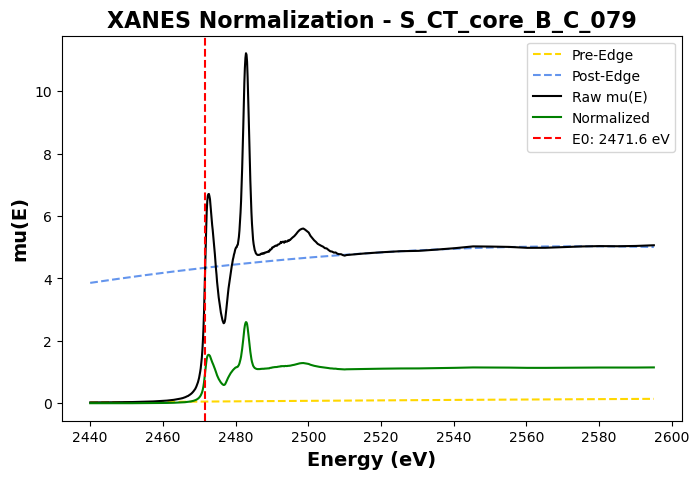 XANES Normalization - S_CT_core_B_C_079
mu(E)
10
8
6
4
2
0
Pre-Edge
Post-Edge
Raw mu(E)
Normalized
E0: 2471.6 eV
2440 2460 2480 2500 2520 2540 2560 2580 2600
Energy (eV)